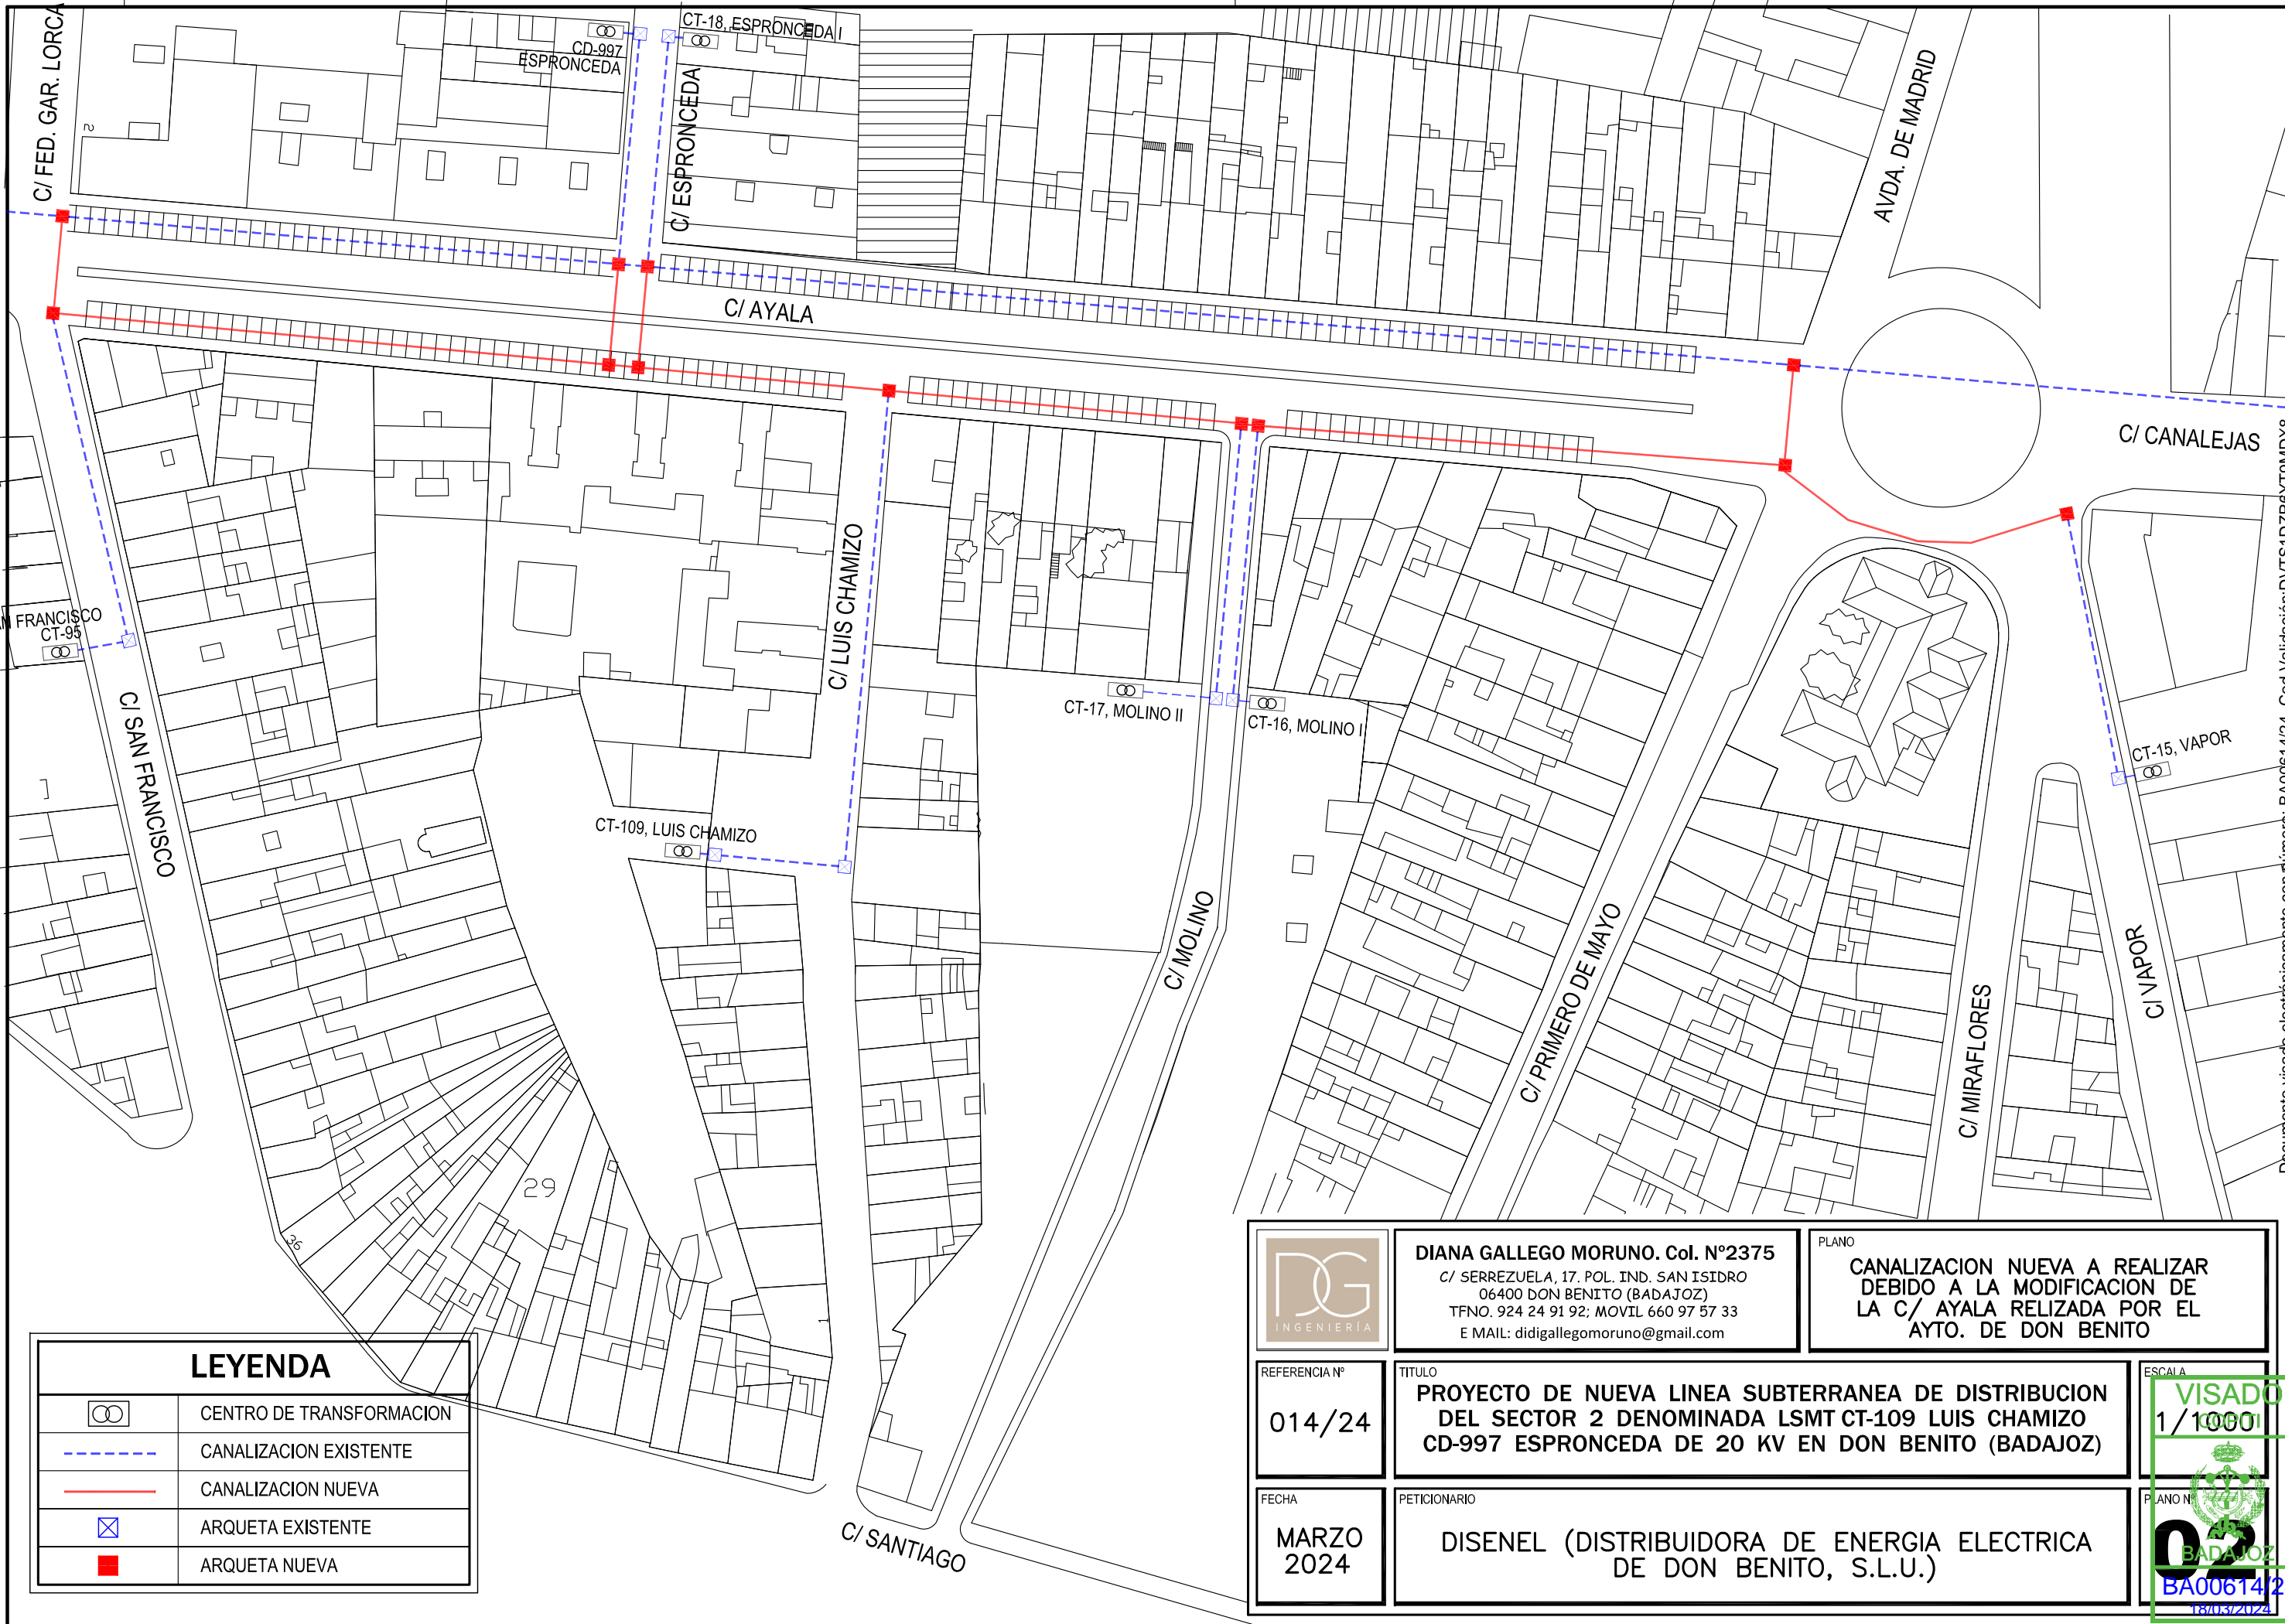 C/ FED. GAR. LORCA
CD-997
ESPRONCEDA
CT-18, ESPRONCEDA I
C/ ESPRONCEDA
AVDA. DE MADRID
2
C/ AYALA
C/ CANALEJAS
FRANCISCO
CT-95
C/ SAN FRANCISCO
C/ LUIS CHAMIZO
CT-17, MOLINO II
CT-16, MOLINO I
CT-15, VAPOR
CT-109, LUIS CHAMIZO
C/ MOLINO
C/ PRIMERO DE MAYO
C/ MIRAFLORES
C/ VAPOR
29
36
C/ SANTIAGO
LEYENDA
CENTRO DE TRANSFORMACION
CANALIZACION EXISTENTE
CANALIZACION NUEVA
ARQUETA EXISTENTE
ARQUETA NUEVA
DG
INGENIERÍA
DIANA GALLEGO MORUNO. Col. Nº2375
C/ SERREZUELA, 17. POL. IND. SAN ISIDRO
06400 DON BENITO (BADAJOZ)
TFNO. 924 24 91 92; MOVIL 660 97 57 33
E MAIL: didigallegomoruno@gmail.com
PLANO
CANALIZACION NUEVA A REALIZAR
DEBIDO A LA MODIFICACION DE
LA C/ AYALA RELIZADA POR EL
AYTO. DE DON BENITO
REFERENCIA Nº
014/24
TITULO
PROYECTO DE NUEVA LINEA SUBTERRANEA DE DISTRIBUCION
DEL SECTOR 2 DENOMINADA LSMT CT-109 LUIS CHAMIZO
CD-997 ESPRONCEDA DE 20 KV EN DON BENITO (BADAJOZ)
ESCALA
1/1000
FECHA
MARZO
2024
PETICIONARIO
DISENEL (DISTRIBUIDORA DE ENERGIA ELECTRICA
DE DON BENITO, S.L.U.)
PLANO Nº
02
VISADO
COPITI
BADAJOZ
BA00614/2
18/03/2024